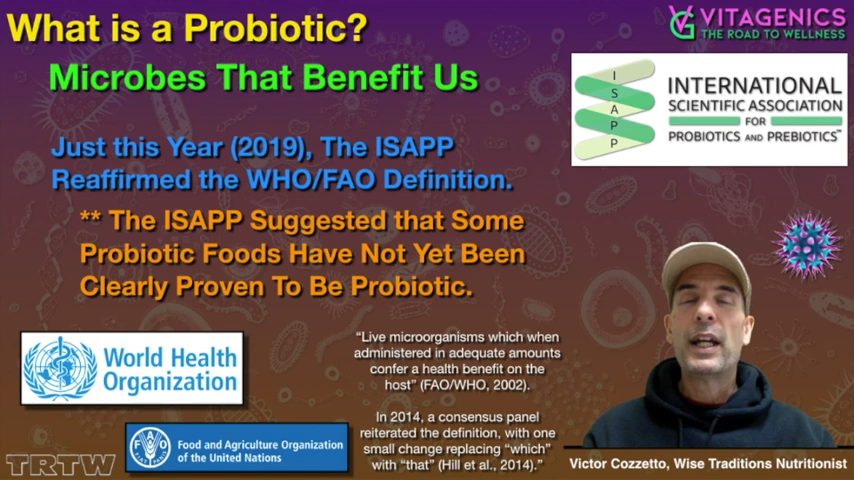 What is a Probiotic?
VITAGENICS
THE ROAD TO WELLNESS
Microbes That Benefit Us
ISAPP
INTERNATIONAL
SCIENTIFIC ASSOCIATION
FOR
PROBIOTICS AND PREBIOTICS™
Just this Year (2019), The ISAPP
Reaffirmed the WHO/FAO Definition.
** The ISAPP Suggested that Some
Probiotic Foods Have Not Yet Been
Clearly Proven To Be Probiotic.
World Health
Organization
“Live microorganisms which when
administered in adequate amounts
confer a health benefit on the
host” (FAO/WHO, 2002).
In 2014, a consensus panel
reiterated the definition, with one
small change replacing “which”
with “that” (Hill et al., 2014).”
FAO
FIAT PANIS
Food and Agriculture Organization
of the United Nations
TRTW
Victor Cozzetto, Wise Traditions Nutritionist